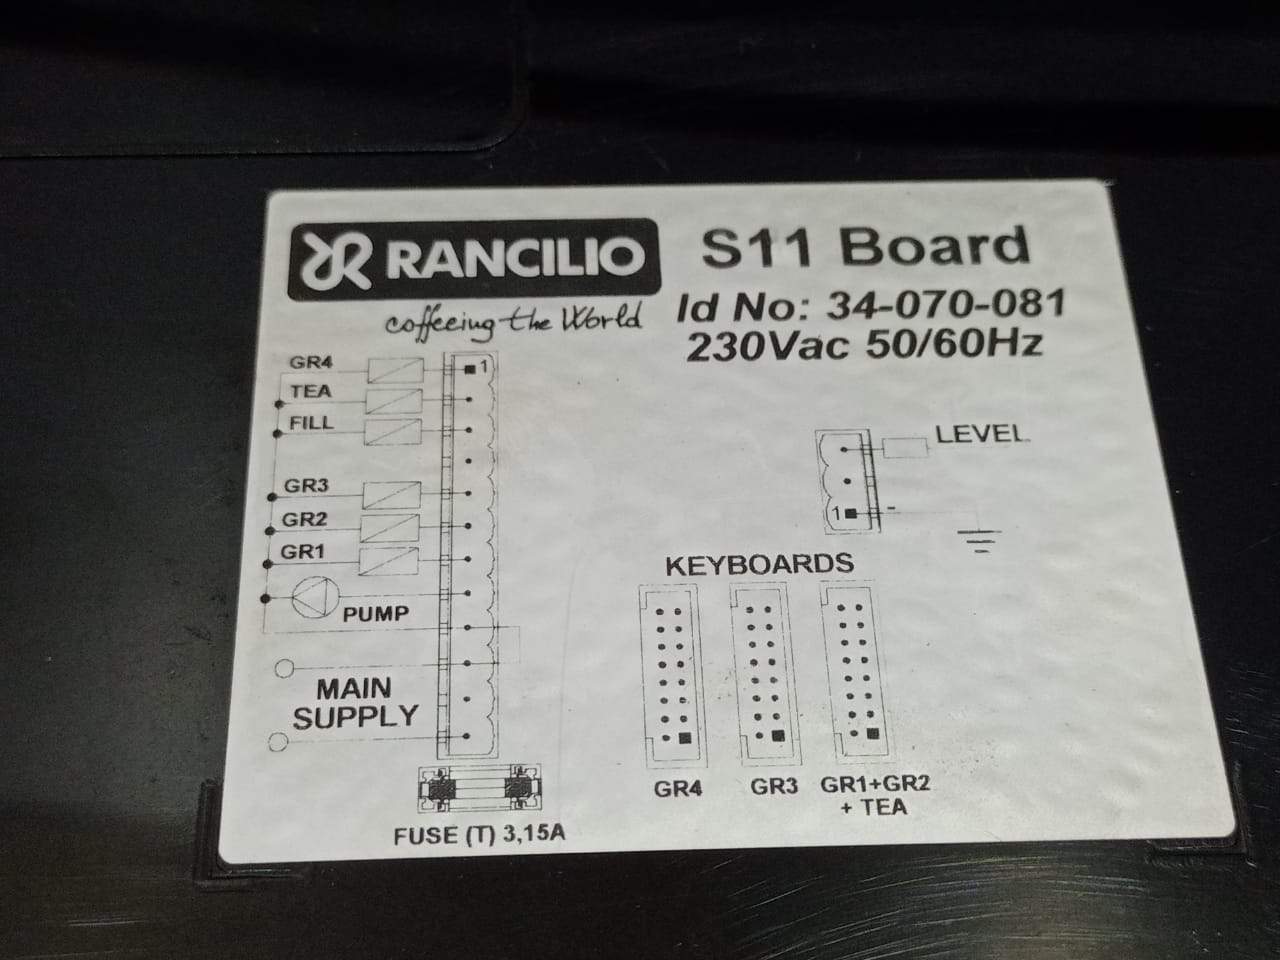 RANCILIO
coffeeing the World
S11 Board
Id No: 34-070-081
230Vac 50/60Hz
GR4
1
TEA
FILL
GR3
GR2
GR1
PUMP
MAIN
SUPPLY
FUSE (T) 3,15A
LEVEL
1
-
KEYBOARDS
GR4
GR3
GR1+GR2
+ TEA